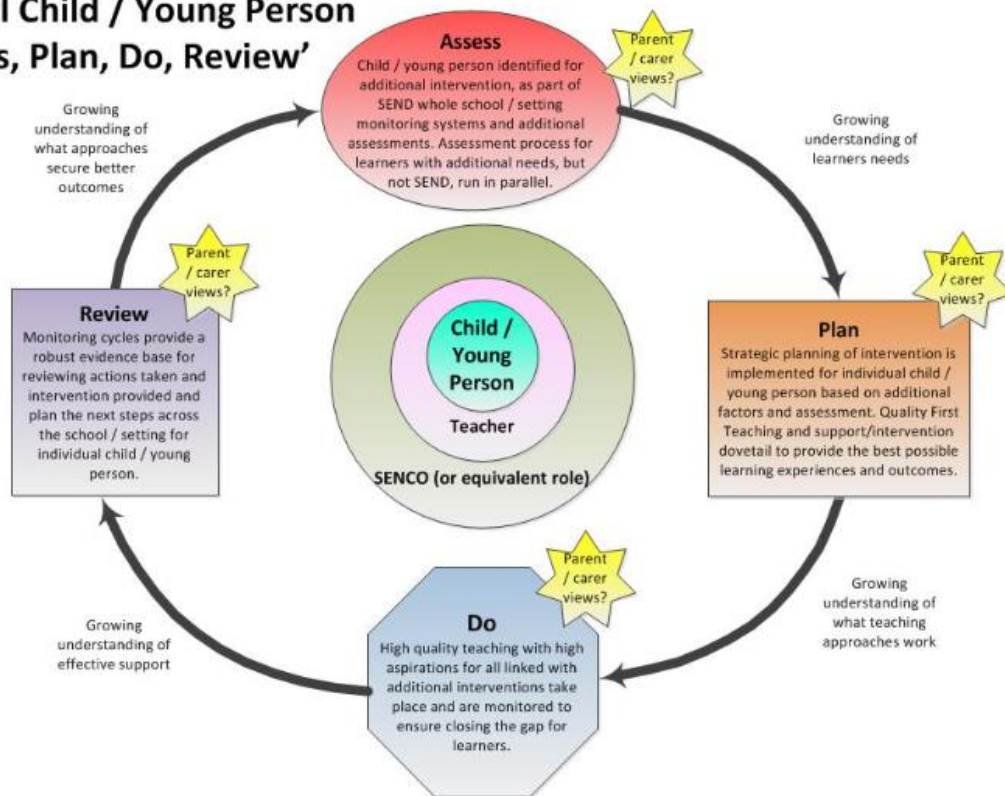 l Child / Young Person
s, Plan, Do, Review’
Assess
Child / young person identified for
additional intervention, as part of
SEND whole school / setting
monitoring systems and additional
assessments. Assessment process for
learners with additional needs, but
not SEND, run in parallel.
Parent
/ carer
views?
Growing
understanding of
learners needs
Parent
/ carer
views?
Plan
Strategic planning of intervention is
implemented for individual child /
young person based on additional
factors and assessment. Quality First
Teaching and support/intervention
dovetail to provide the best possible
learning experiences and outcomes.
Growing
understanding of
what teaching
approaches work
Parent
/ carer
views?
Do
High quality teaching with high
aspirations for all linked with
additional interventions take
place and are monitored to
ensure closing the gap for
learners.
Growing
understanding of
effective support
Parent
/ carer
views?
Review
Monitoring cycles provide a
robust evidence base for
reviewing actions taken and
intervention provided and
plan the next steps across
the school / setting for
individual child / young
person.
Growing
understanding of
what approaches
secure better
outcomes
Child /
Young
Person
Teacher
SENCO (or equivalent role)